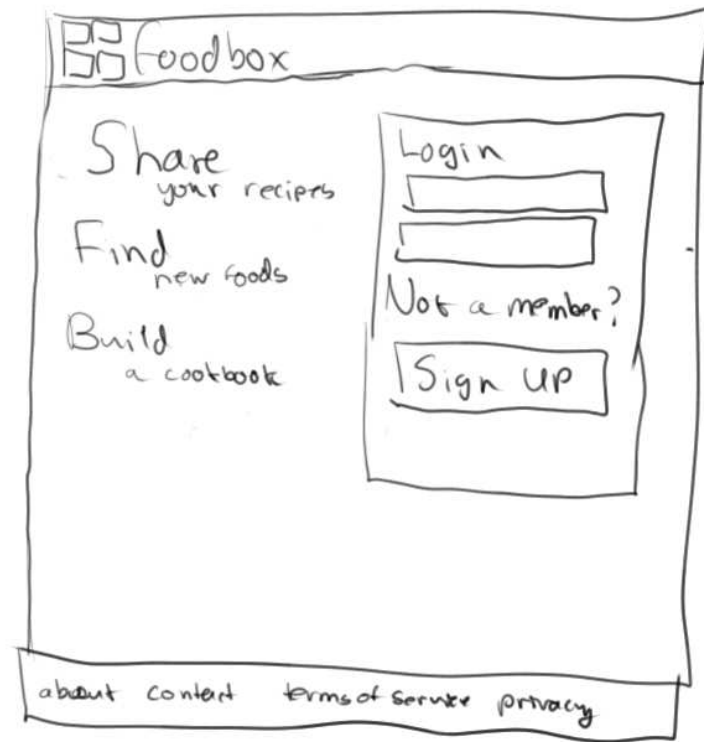 Foodbox
Share
your recipes
Find
new foods
Build
a cookbook
Login
Not a member?
Sign up
about contact terms of service privacy